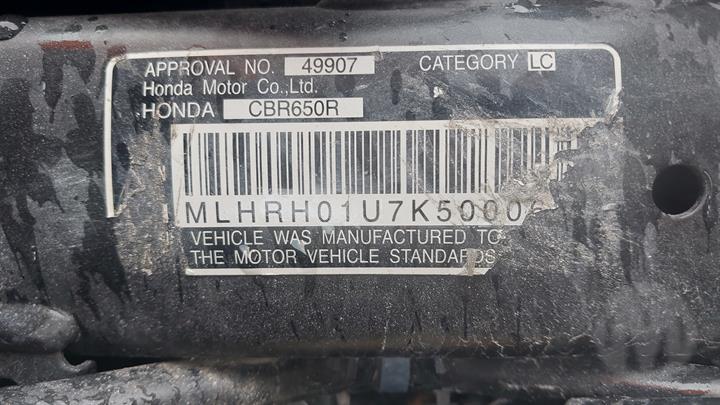 APPROVAL NO. 49907 CATEGORY LC
Honda Motor Co.,Ltd.
HONDA CBR650R
MLHRH01U7K5000
VEHICLE WAS MANUFACTURED TO
THE MOTOR VEHICLE STANDARDS